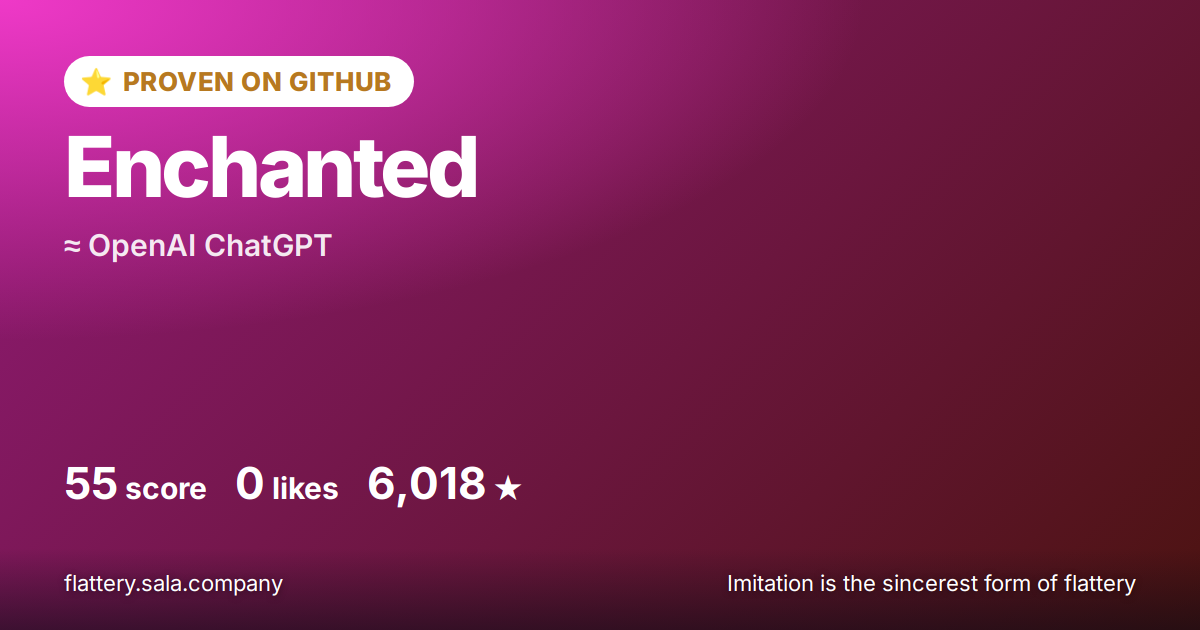 ⭐ PROVEN ON GITHUB
Enchanted
≈ OpenAI ChatGPT
55 score 0 likes 6,018 ★
flattery.sala.company
Imitation is the sincerest form of flattery